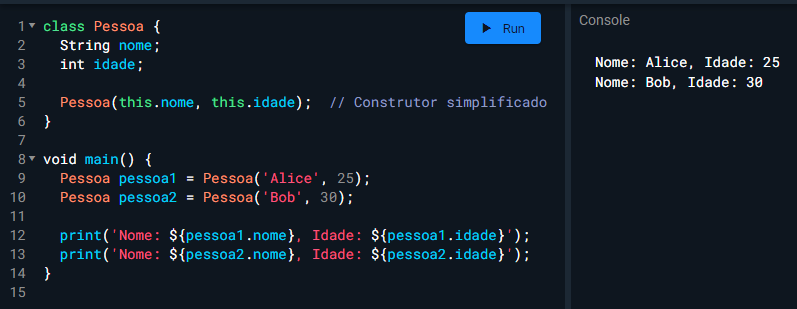 1 class Pessoa {
2 String nome;
3 int idade;
4
5 Pessoa(this.nome, this.idade); // Construtor simplificado
6 }
7
8 void main() {
9 Pessoa pessoa1 = Pessoa('Alice', 25);
10 Pessoa pessoa2 = Pessoa('Bob', 30);
11
12 print('Nome: ${pessoa1.nome}, Idade: ${pessoa1.idade}');
13 print('Nome: ${pessoa2.nome}, Idade: ${pessoa2.idade}');
14 }
15
Run
Console
Nome: Alice, Idade: 25
Nome: Bob, Idade: 30